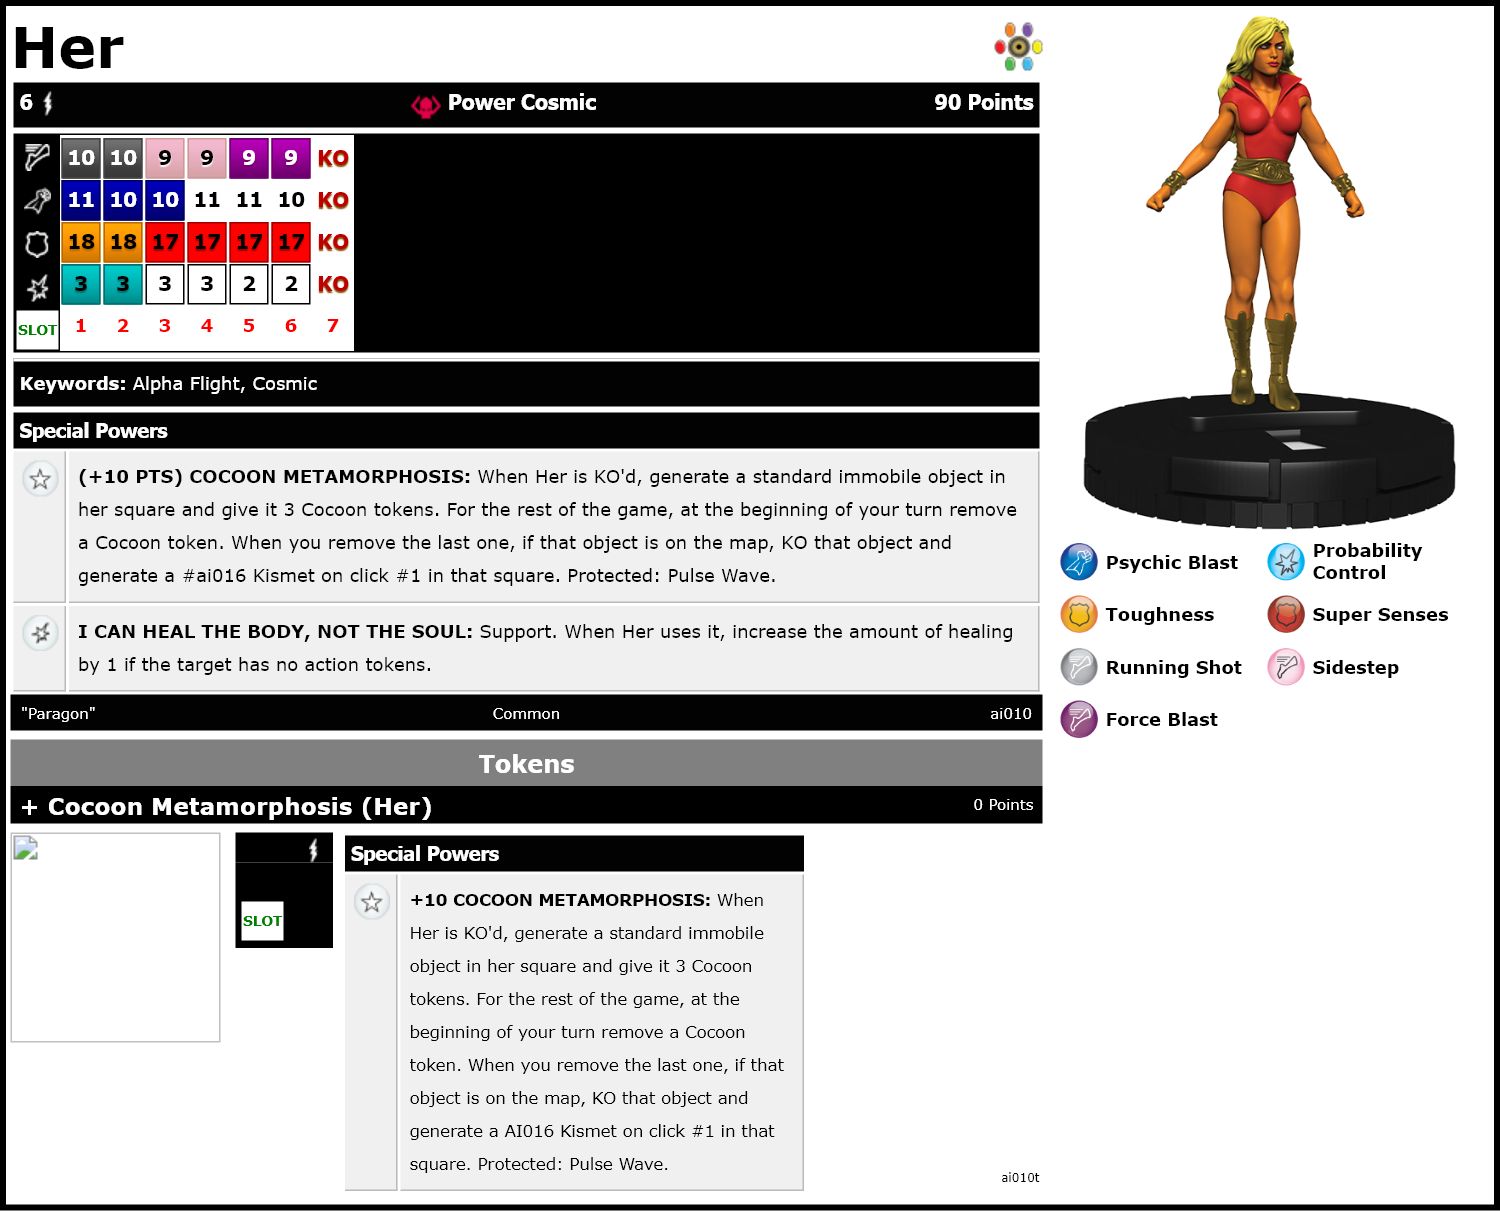 Her
6 Power Cosmic 90 Points
10 10 9 9 9 9 KO
11 10 10 11 11 10 KO
18 18 17 17 17 17 KO
3 3 3 3 2 2 KO
SLOT 1 2 3 4 5 6 7
Keywords: Alpha Flight, Cosmic
Special Powers
(+10 PTS) COCOON METAMORPHOSIS: When Her is KO'd, generate a standard immobile object in
her square and give it 3 Cocoon tokens. For the rest of the game, at the beginning of your turn remove
a Cocoon token. When you remove the last one, if that object is on the map, KO that object and
generate a #ai016 Kismet on click #1 in that square. Protected: Pulse Wave.
I CAN HEAL THE BODY, NOT THE SOUL: Support. When Her uses it, increase the amount of healing
by 1 if the target has no action tokens.
"Paragon" Common ai010
Psychic Blast
Probability
Control
Toughness
Super Senses
Running Shot
Sidestep
Force Blast
Tokens
+ Cocoon Metamorphosis (Her) 0 Points
SLOT
Special Powers
+10 COCOON METAMORPHOSIS: When
Her is KO'd, generate a standard immobile
object in her square and give it 3 Cocoon
tokens. For the rest of the game, at the
beginning of your turn remove a Cocoon
token. When you remove the last one, if that
object is on the map, KO that object and
generate a AI016 Kismet on click #1 in that
square. Protected: Pulse Wave.
ai010t